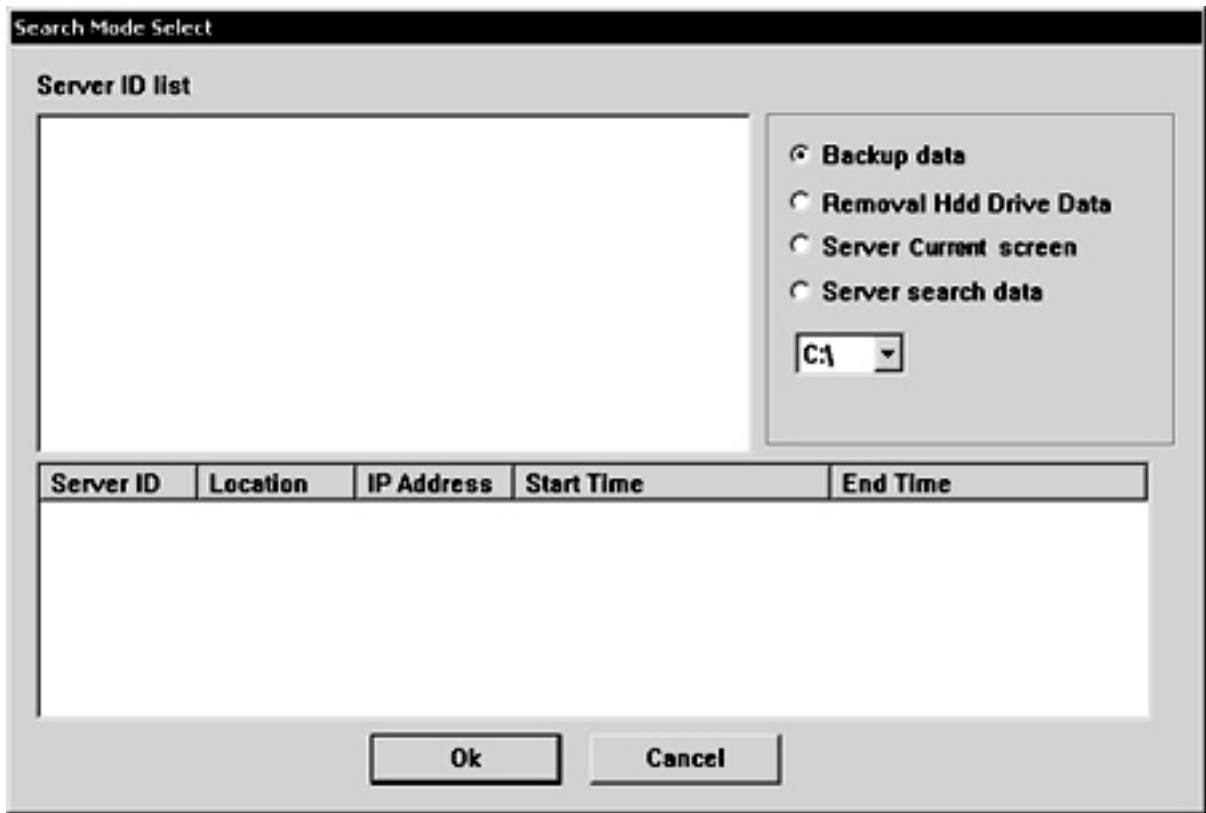 Search Mode Select
Server ID list
Backup data
Removal Hdd Drive Data
Server Current screen
Server search data
C:\
Server ID Location IP Address Start Time End Time
Ok Cancel